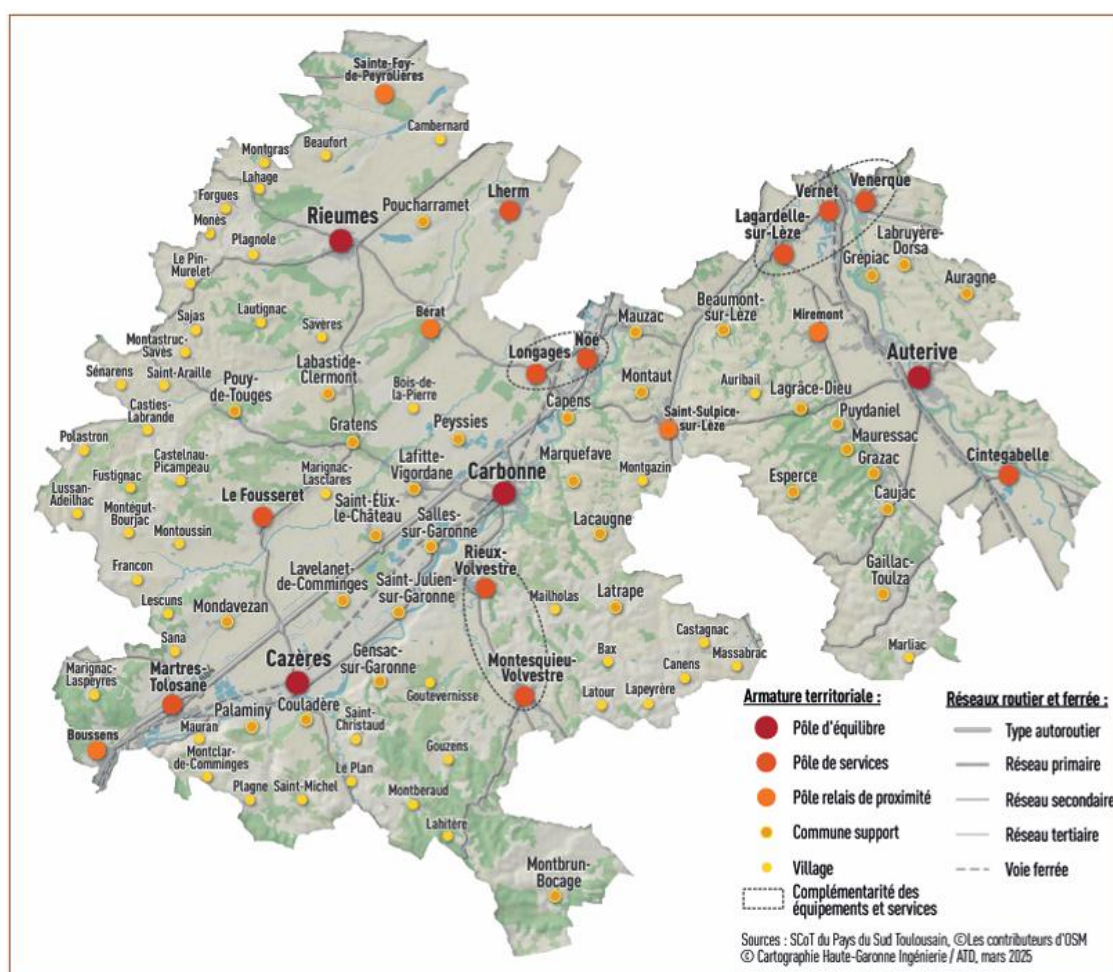 Sainte-Foy-
de-Peyrolières
Cambernard
Beaufort
Montgras
Lahage
Forgues
Monès
Rieumes
Poucharramet
Lherm
Plagnole
Le Pin-
Murelet
Vernet
Venerque
Lagardelle-
sur-Lèze
Labruyère-
Dorsa
Grépiac
Auragne
Sajas
Lautignac
Savères
Bérat
Montastruc-
Savès
Longages
Noé
Mauzac
Beaumont-
sur-Lèze
Miremont
Auterive
Sénarens
Saint-Araille
Pouy-
de-Touges
Labastide-
Clermont
Bois-de-
la-Pierre
Capens
Montaut
Auribail
Lagrâce-Dieu
Casties-
Labrande
Gratens
Peyssies
Saint-Sulpice-
sur-Lèze
Puydaniel
Mauressac
Polastron
Castelnau-
Picampeau
Fustignac
Marignac-
Lasclares
Lafitte-
Vigordane
Carbonne
Marquefave
Montgazin
Grazac
Cintegabelle
Lussan-
Adeilhac
Montégut-
Bourjac
Le Fousseret
Saint-Élix-
le-Château
Salles-
sur-Garonne
Lacaugne
Esperce
Caujac
Montoussin
Francon
Lavelanet-
de-Comminges
Saint-Julien-
sur-Garonne
Rieux-
Volvestre
Gaillac-
Toulza
Lescuns
Mondavezan
Mailholas
Latrape
Sana
Castagnac
Marliac
Marignac-
Laspeyres
Martres-
Tolosane
Cazères
Gensac-
sur-Garonne
Bax
Canens
Massabrac
Montesquieu-
Volvestre
Goutevernisse
Latour
Lapeyrère
Boussens
Palaminy
Couladère
Saint-
Christaud
Mauran
Montclar-
de-Comminges
Gouzens
Le Plan
Plagne
Saint-Michel
Montberaud
Lahitère
Montbrun-
Bocage
Armature territoriale :
Pôle d'équilibre
Pôle de services
Pôle relais de proximité
Commune support
Village
Complémentarité des
équipements et services
Réseaux routier et ferrée :
Type autoroutier
Réseau primaire
Réseau secondaire
Réseau tertiaire
Voie ferrée
Sources : SCoT du Pays du Sud Toulousain, ©Les contributeurs d'OSM
© Cartographie Haute-Garonne Ingénierie / ATD, mars 2025